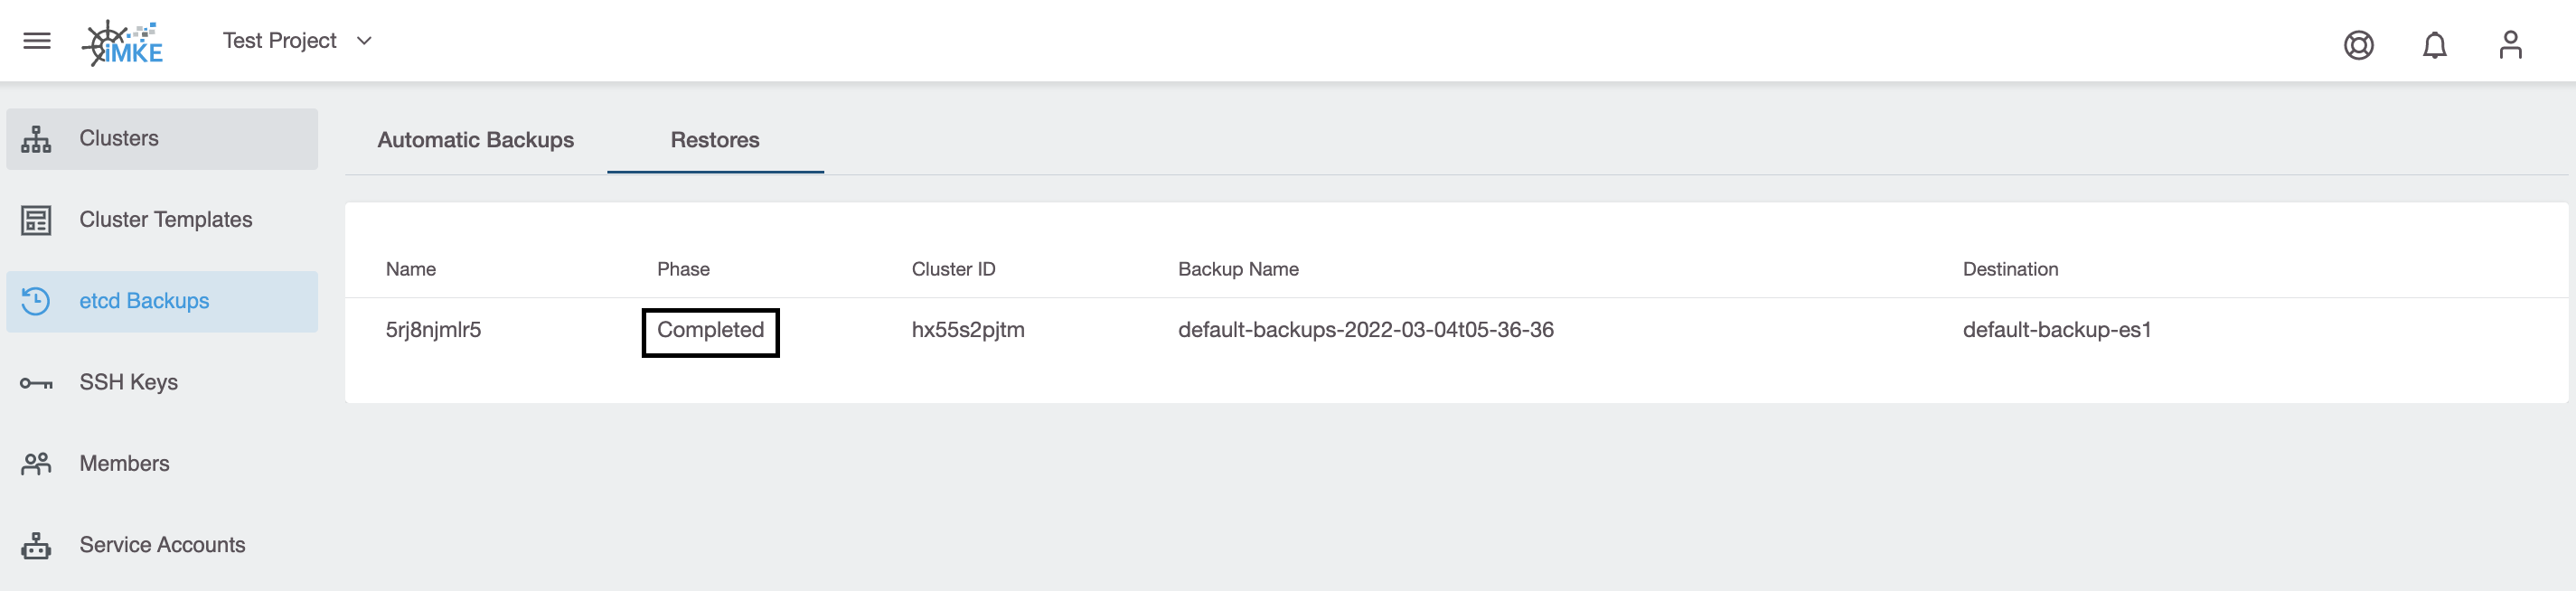 iMKE
Test Project
Clusters
Cluster Templates
etcd Backups
SSH Keys
Members
Service Accounts
Automatic Backups Restores
Name Phase Cluster ID Backup Name Destination
5rj8njmlr5 Completed hx55s2pjtm default-backups-2022-03-04t05-36-36 default-backup-es1